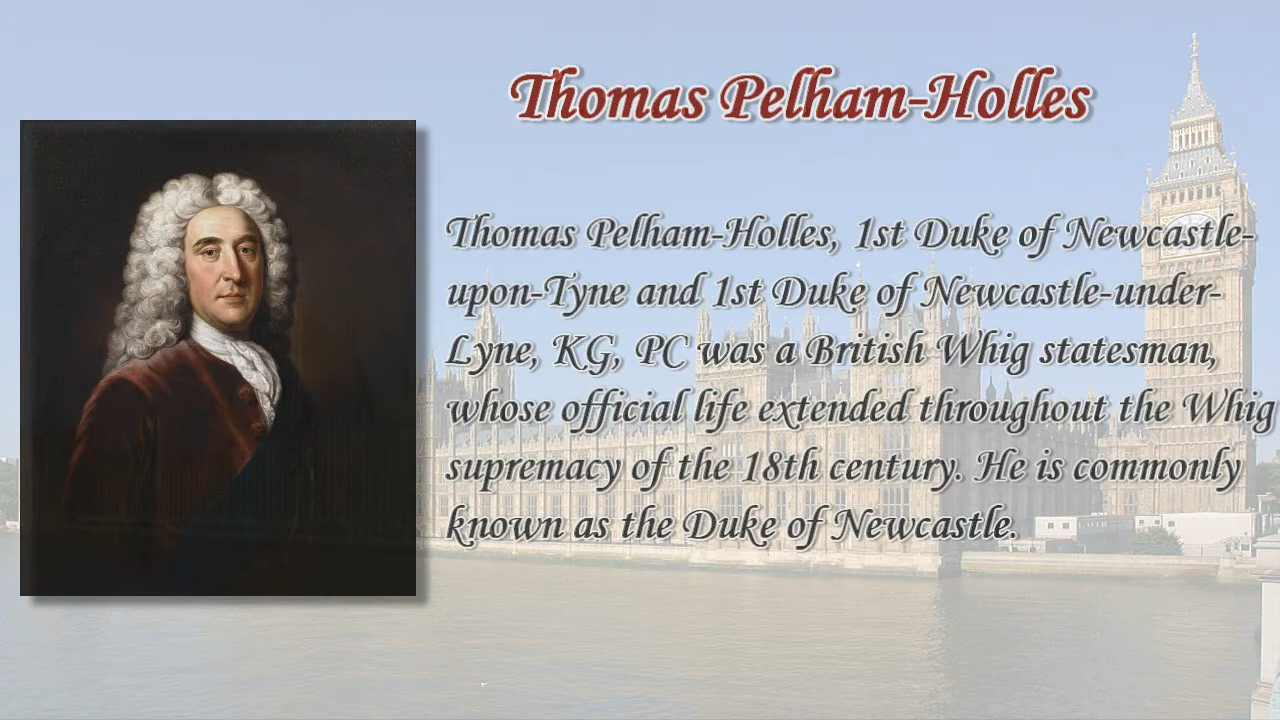 Thomas Pelham-Holles
Thomas Pelham-Holles, 1st Duke of Newcastle-
upon-Tyne and 1st Duke of Newcastle-under-
Lyne, KG, PC was a British Whig statesman,
whose official life extended throughout the Whig
supremacy of the 18th century. He is commonly
known as the Duke of Newcastle.